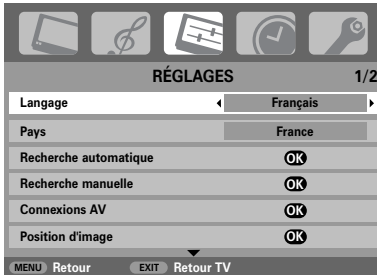 RÉGLAGES 1/2
Langage Français
Pays France
Recherche automatique OK
Recherche manuelle OK
Connexions AV OK
Position d'image OK
MENU Retour EXIT Retour TV